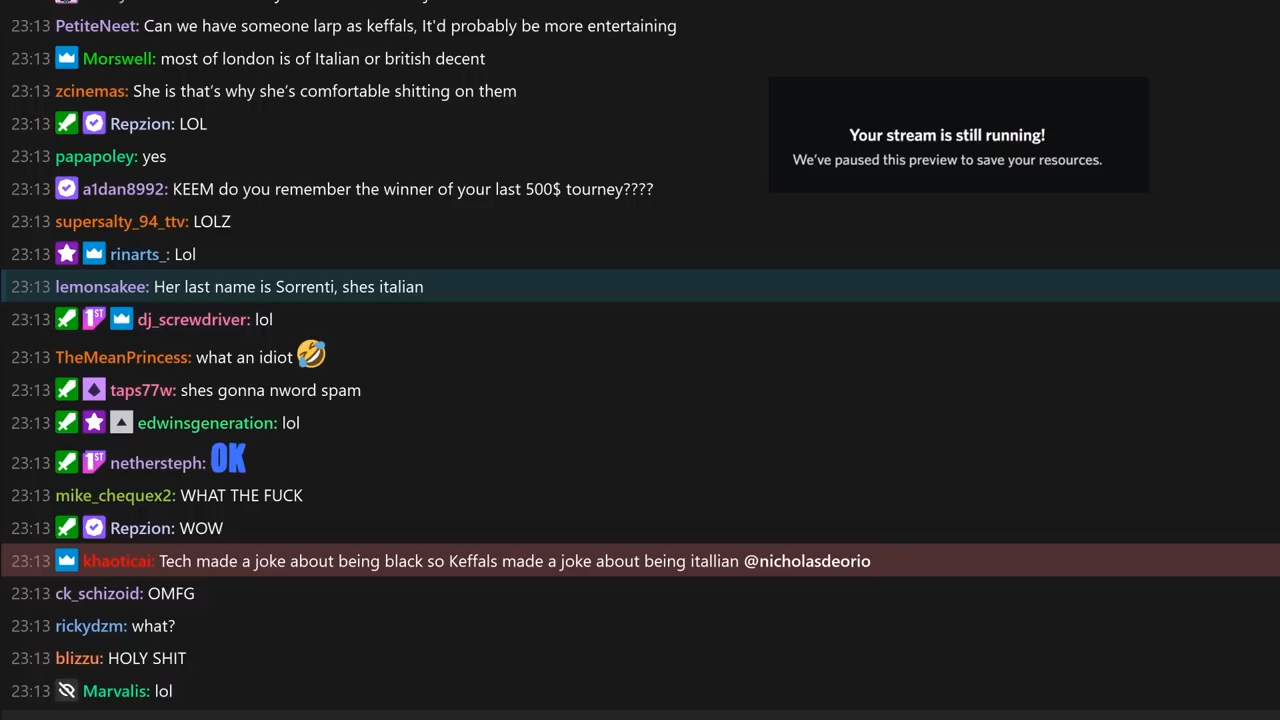 23:13 PetiteNeet: Can we have someone larp as keffals, It'd probably be more entertaining
23:13 Morswell: most of london is of Italian or british decent
23:13 zcinemas: She is that's why she's comfortable shitting on them
23:13 Repzion: LOL
Your stream is still running!
We've paused this preview to save your resources.
23:13 papapoley: yes
23:13 a1dan8992: KEEM do you remember the winner of your last 500$ tourney????
23:13 supersalty_94_ttv: LOLZ
23:13 rinarts_: Lol
23:13 lemonsakee: Her last name is Sorrenti, shes italian
23:13 1ST dj_screwdriver: lol
23:13 TheMeanPrincess: what an idiot
23:13 taps77w: shes gonna nword spam
23:13 edwinsgeneration: lol
23:13 1ST nethersteph: OK
23:13 mike_chequex2: WHAT THE FUCK
23:13 Repzion: WOW
23:13 khaoticai: Tech made a joke about being black so Keffals made a joke about being itallian @nicholasdeorio
23:13 ck_schizoid: OMFG
23:13 rickydzm: what?
23:13 blizzu: HOLY SHIT
23:13 Marvalis: lol